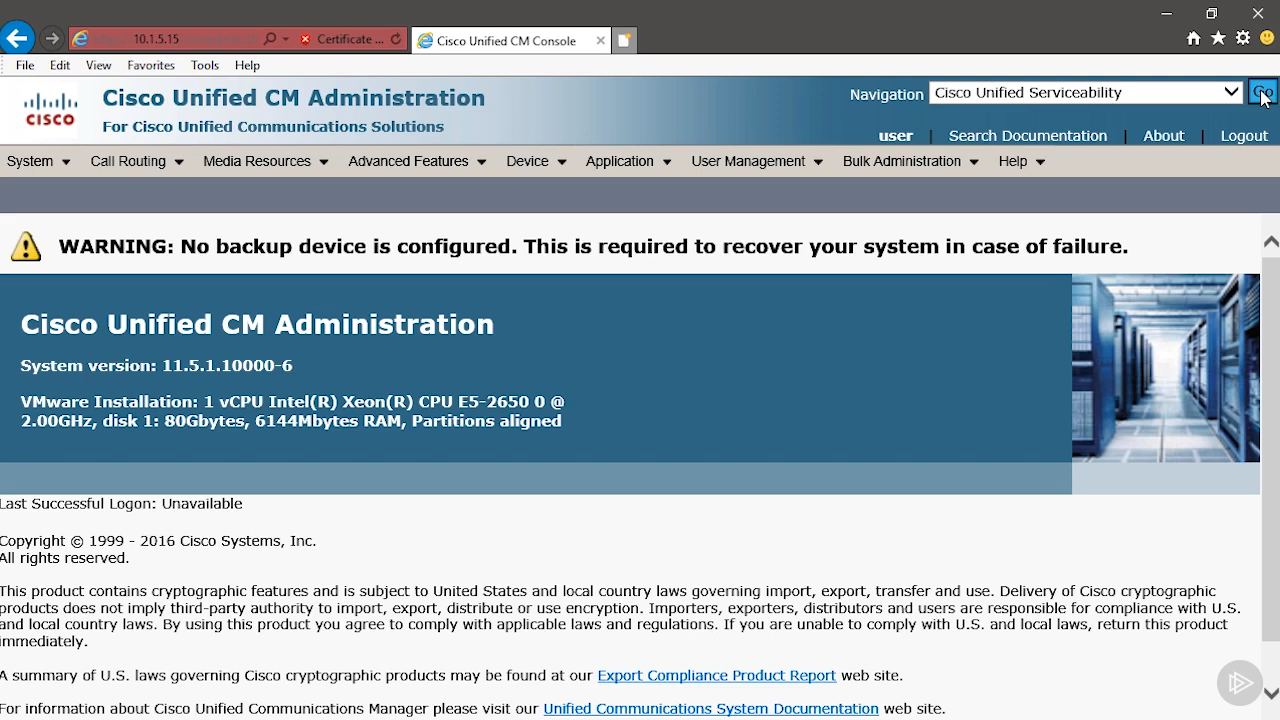 10.1.5.15
Certificate ...
Cisco Unified CM Console
File Edit View Favorites Tools Help
CISCO
Cisco Unified CM Administration
For Cisco Unified Communications Solutions
Navigation Cisco Unified Serviceability
user | Search Documentation | About | Logout
System Call Routing Media Resources Advanced Features Device Application User Management Bulk Administration Help
WARNING: No backup device is configured. This is required to recover your system in case of failure.
Cisco Unified CM Administration
System version: 11.5.1.10000-6
VMware Installation: 1 vCPU Intel(R) Xeon(R) CPU E5-2650 0 @
2.00GHz, disk 1: 80Gbytes, 6144Mbytes RAM, Partitions aligned
Last Successful Logon: Unavailable
Copyright © 1999 - 2016 Cisco Systems, Inc.
All rights reserved.
This product contains cryptographic features and is subject to United States and local country laws governing import, export, transfer and use. Delivery of Cisco cryptographic
products does not imply third-party authority to import, export, distribute or use encryption. Importers, exporters, distributors and users are responsible for compliance with U.S.
and local country laws. By using this product you agree to comply with applicable laws and regulations. If you are unable to comply with U.S. and local laws, return this product
immediately.
A summary of U.S. laws governing Cisco cryptographic products may be found at our Export Compliance Product Report web site.
For information about Cisco Unified Communications Manager please visit our Unified Communications System Documentation web site.